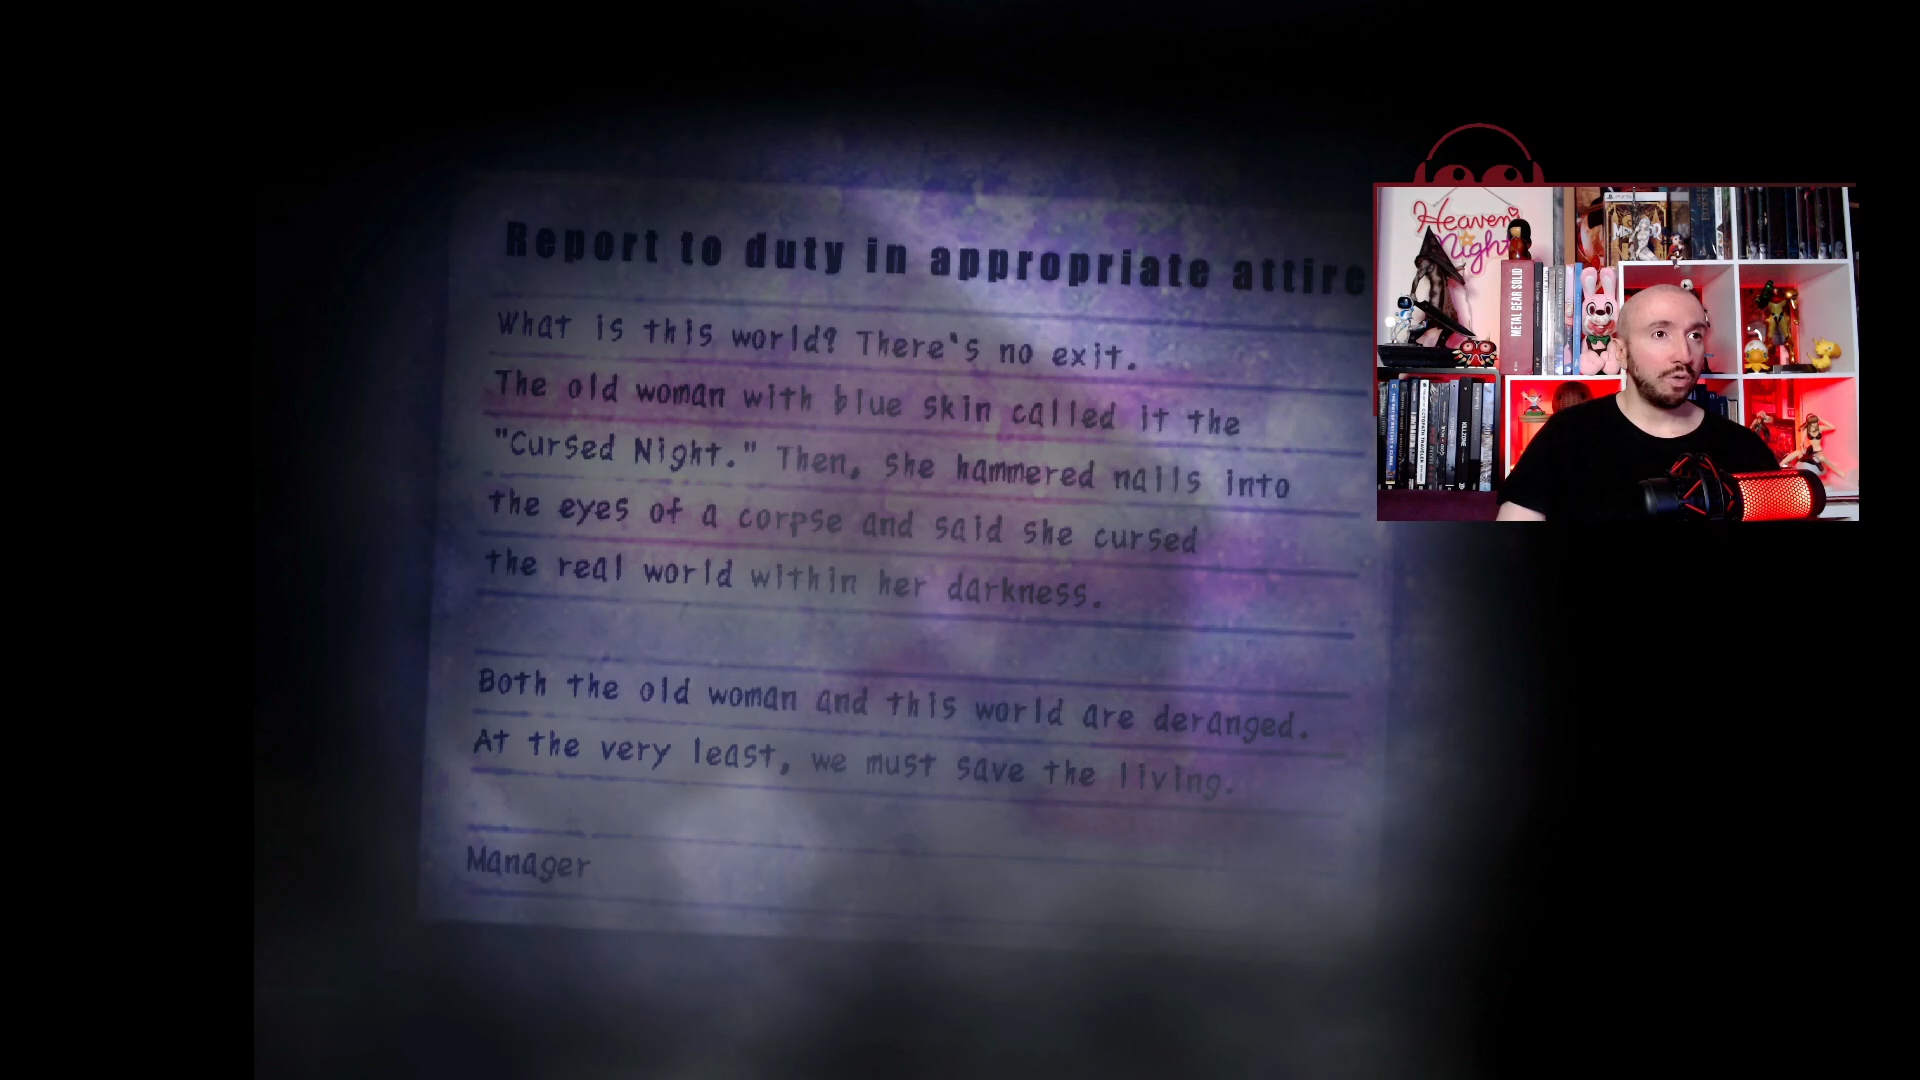 Report to duty in appropriate attire
What is this world? There's no exit.
The old woman with blue skin called it the
"Cursed Night." Then, she hammered nails into
the eyes of a corpse and said she cursed
the real world within her darkness.
Both the old woman and this world are deranged.
At the very least, we must save the living.
Manager
Heaven's
Night
METAL GEAR SOLID
OCTOPATH TRAVELER
KILLZONE